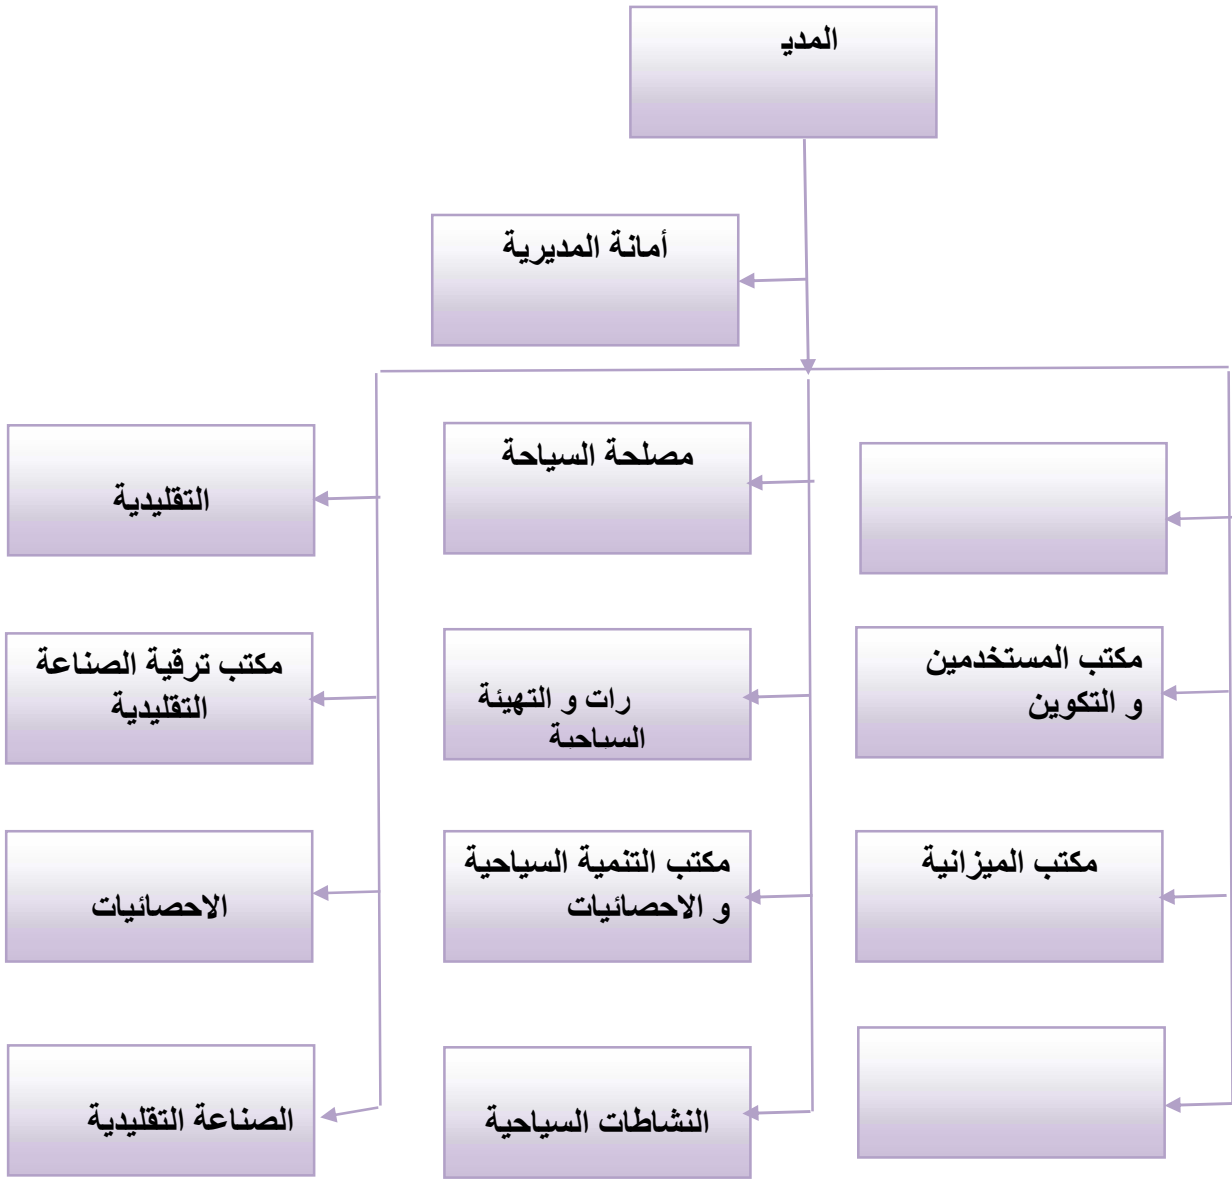 المديـ
أمانة المديرية
مصلحة السياحة
التقليدية
مكتب المستخدمين
و التكوين
رات و التهيئة
السياحية
مكتب ترقية الصناعة
التقليدية
مكتب الميزانية
مكتب التنمية السياحية
و الاحصائيات
الاحصائيات
النشاطات السياحية
الصناعة التقليدية